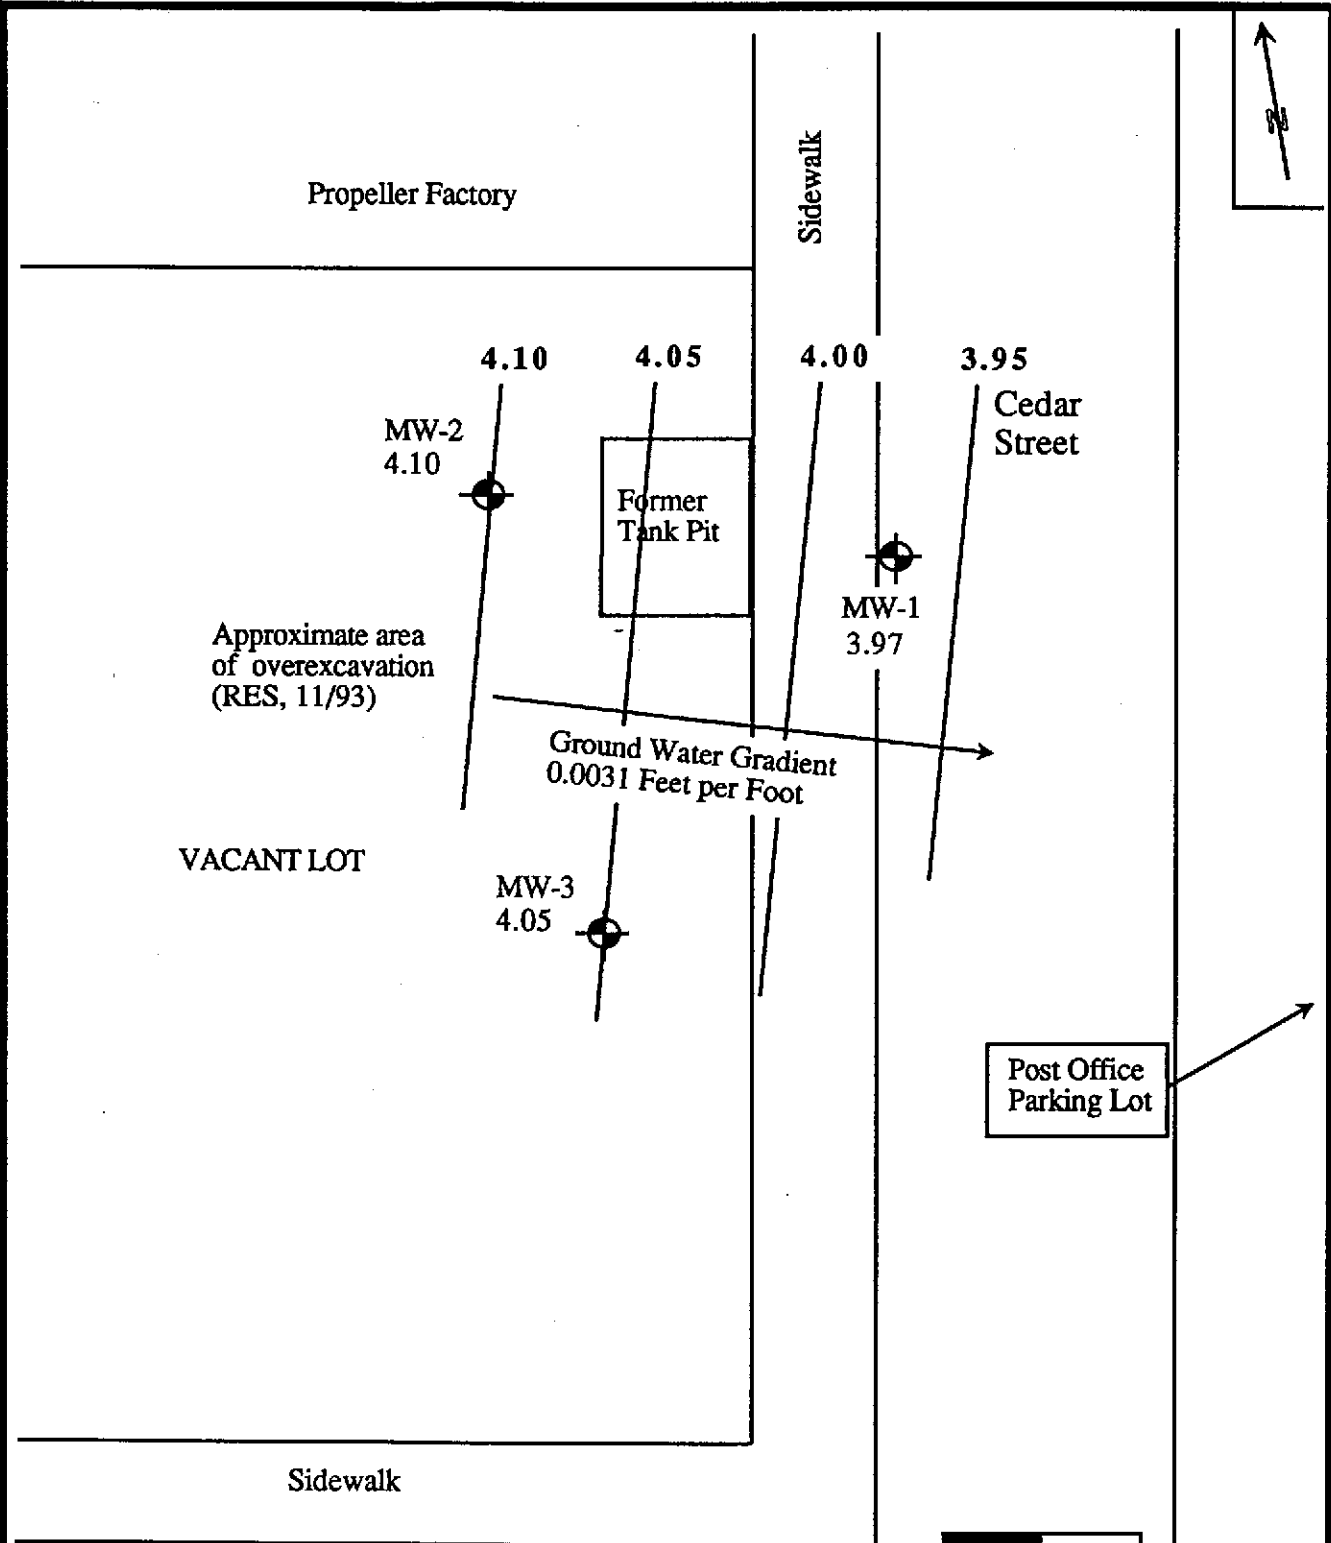 N
Sidewalk
Propeller Factory
4.10
4.05
4.00
3.95
Cedar
Street
MW-2
4.10
Former
Tank Pit
MW-1
3.97
Approximate area
of overexcavation
(RES, 11/93)
Ground Water Gradient
0.0031 Feet per Foot
VACANT LOT
MW-3
4.05
Post Office
Parking Lot
Sidewalk